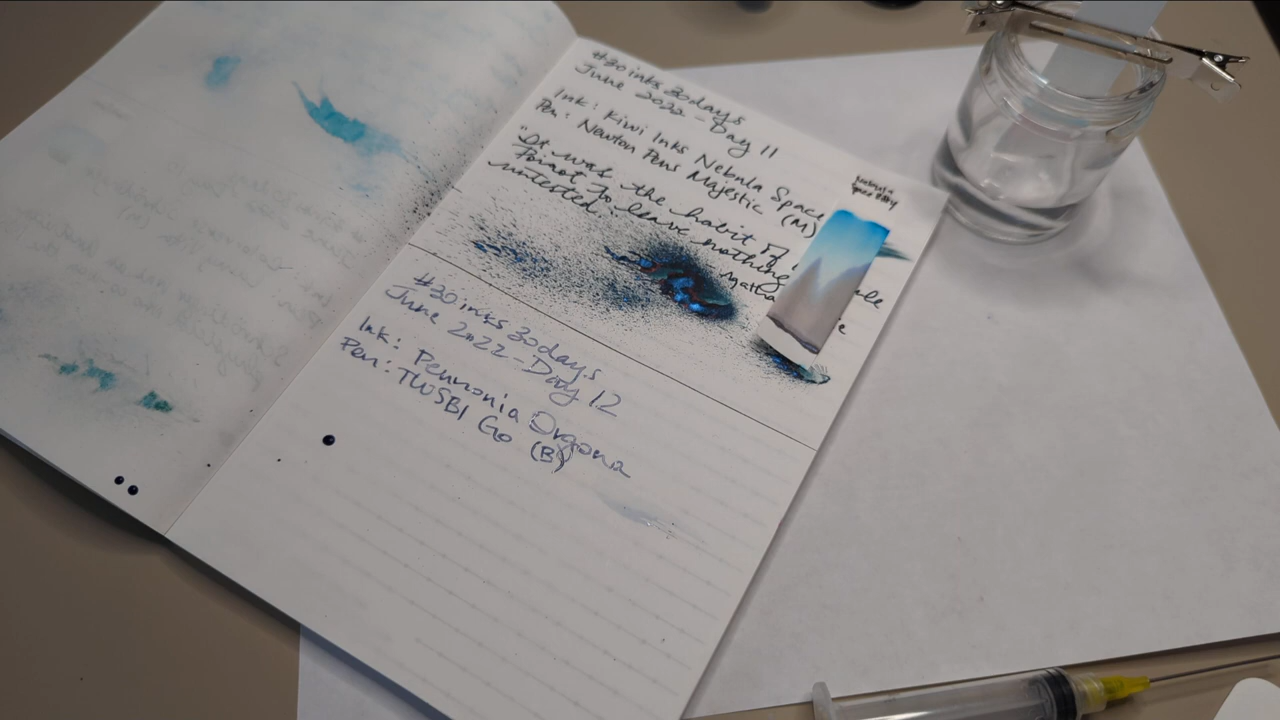 #30inks30days
June 2022 - Day 11
Ink: Kiwi Inks Nebula Space
Pen: Newton Pens Majestic (M)
"It was the habit of
Poirot to leave nothing
untested."
#30inks30days
June 2022 - Day 12
Ink: Pennonia Orgona
Pen: TWSBI Go (B)